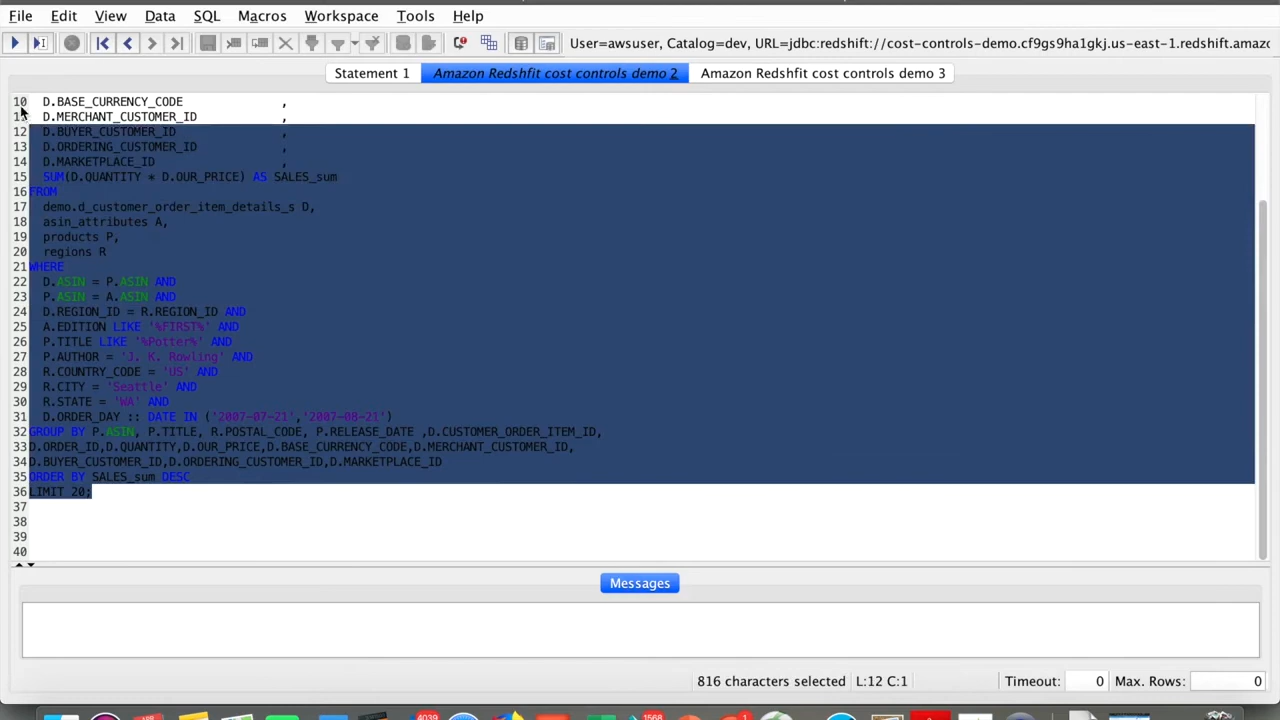 File Edit View Data SQL Macros Workspace Tools Help
User=awsuser, Catalog=dev, URL=jdbc:redshift://cost-controls-demo.cf9gs9ha1gkj.us-east-1.redshift.amazo
Statement 1 Amazon Redshfit cost controls demo 2 Amazon Redshfit cost controls demo 3
10 D.BASE_CURRENCY_CODE ,
11 D.MERCHANT_CUSTOMER_ID ,
12 D.BUYER_CUSTOMER_ID ,
13 D.ORDERING_CUSTOMER_ID ,
14 D.MARKETPLACE_ID ,
15 SUM(D.QUANTITY * D.OUR_PRICE) AS SALES_sum
16 FROM
17 demo.d_customer_order_item_details_s D,
18 asin_attributes A,
19 products P,
20 regions R
21 WHERE
22 D.ASIN = P.ASIN AND
23 P.ASIN = A.ASIN AND
24 D.REGION_ID = R.REGION_ID AND
25 A.EDITION LIKE '%FIRST%' AND
26 P.TITLE LIKE '%Potter%' AND
27 P.AUTHOR = 'J. K. Rowling' AND
28 R.COUNTRY_CODE = 'US' AND
29 R.CITY = 'Seattle' AND
30 R.STATE = 'WA' AND
31 D.ORDER_DAY :: DATE IN ('2007-07-21','2007-08-21')
32 GROUP BY P.ASIN, P.TITLE, R.POSTAL_CODE, P.RELEASE_DATE ,D.CUSTOMER_ORDER_ITEM_ID,
33 D.ORDER_ID,D.QUANTITY,D.OUR_PRICE,D.BASE_CURRENCY_CODE,D.MERCHANT_CUSTOMER_ID,
34 D.BUYER_CUSTOMER_ID,D.ORDERING_CUSTOMER_ID,D.MARKETPLACE_ID
35 ORDER BY SALES_sum DESC
36 LIMIT 20;
37
38
39
40
Messages
816 characters selected L:12 C:1 Timeout: 0 Max. Rows: 0
4039 1568 1